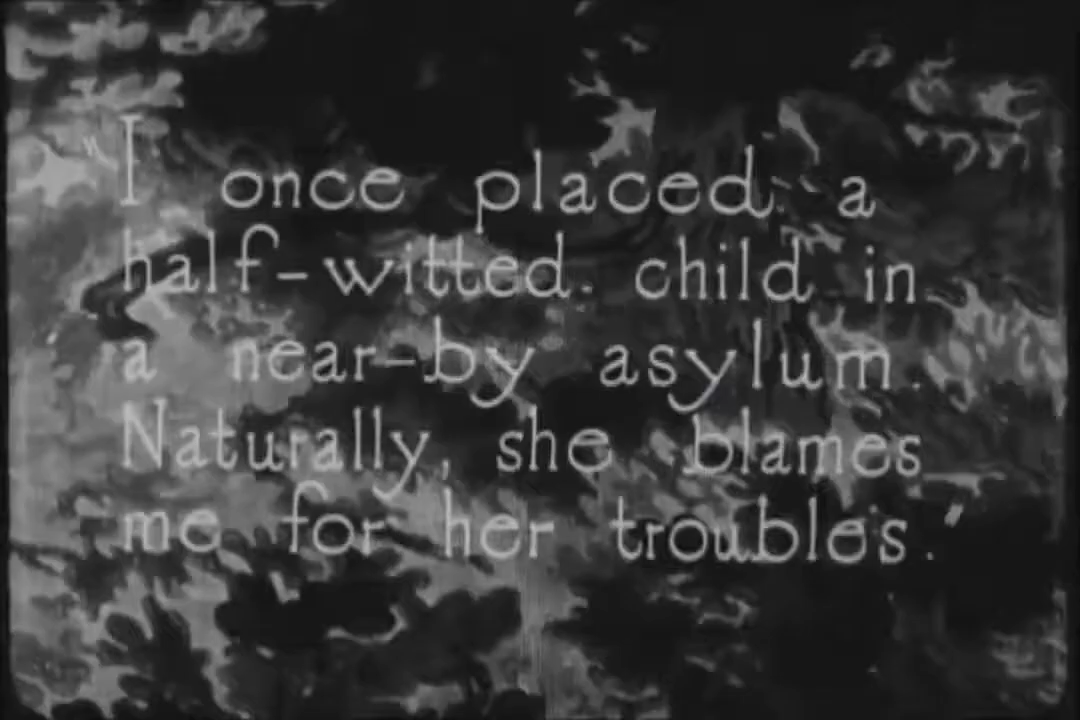 "I once placed a
half-witted child in
a near-by asylum.
Naturally, she blames
me for her troubles."